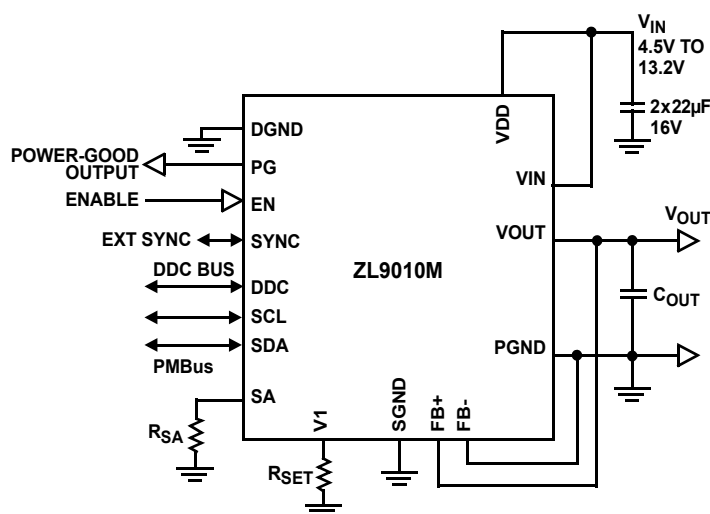 VIN
4.5V TO
13.2V
2x22µF
16V
VDD
DGND
POWER-GOOD
OUTPUT
PG
VIN
ENABLE
EN
VOUT
VOUT
EXT SYNC
SYNC
ZL9010M
DDC BUS
DDC
COUT
SCL
SDA
PGND
PMBus
SA
RSA
V1
SGND
FB+
FB-
RSET